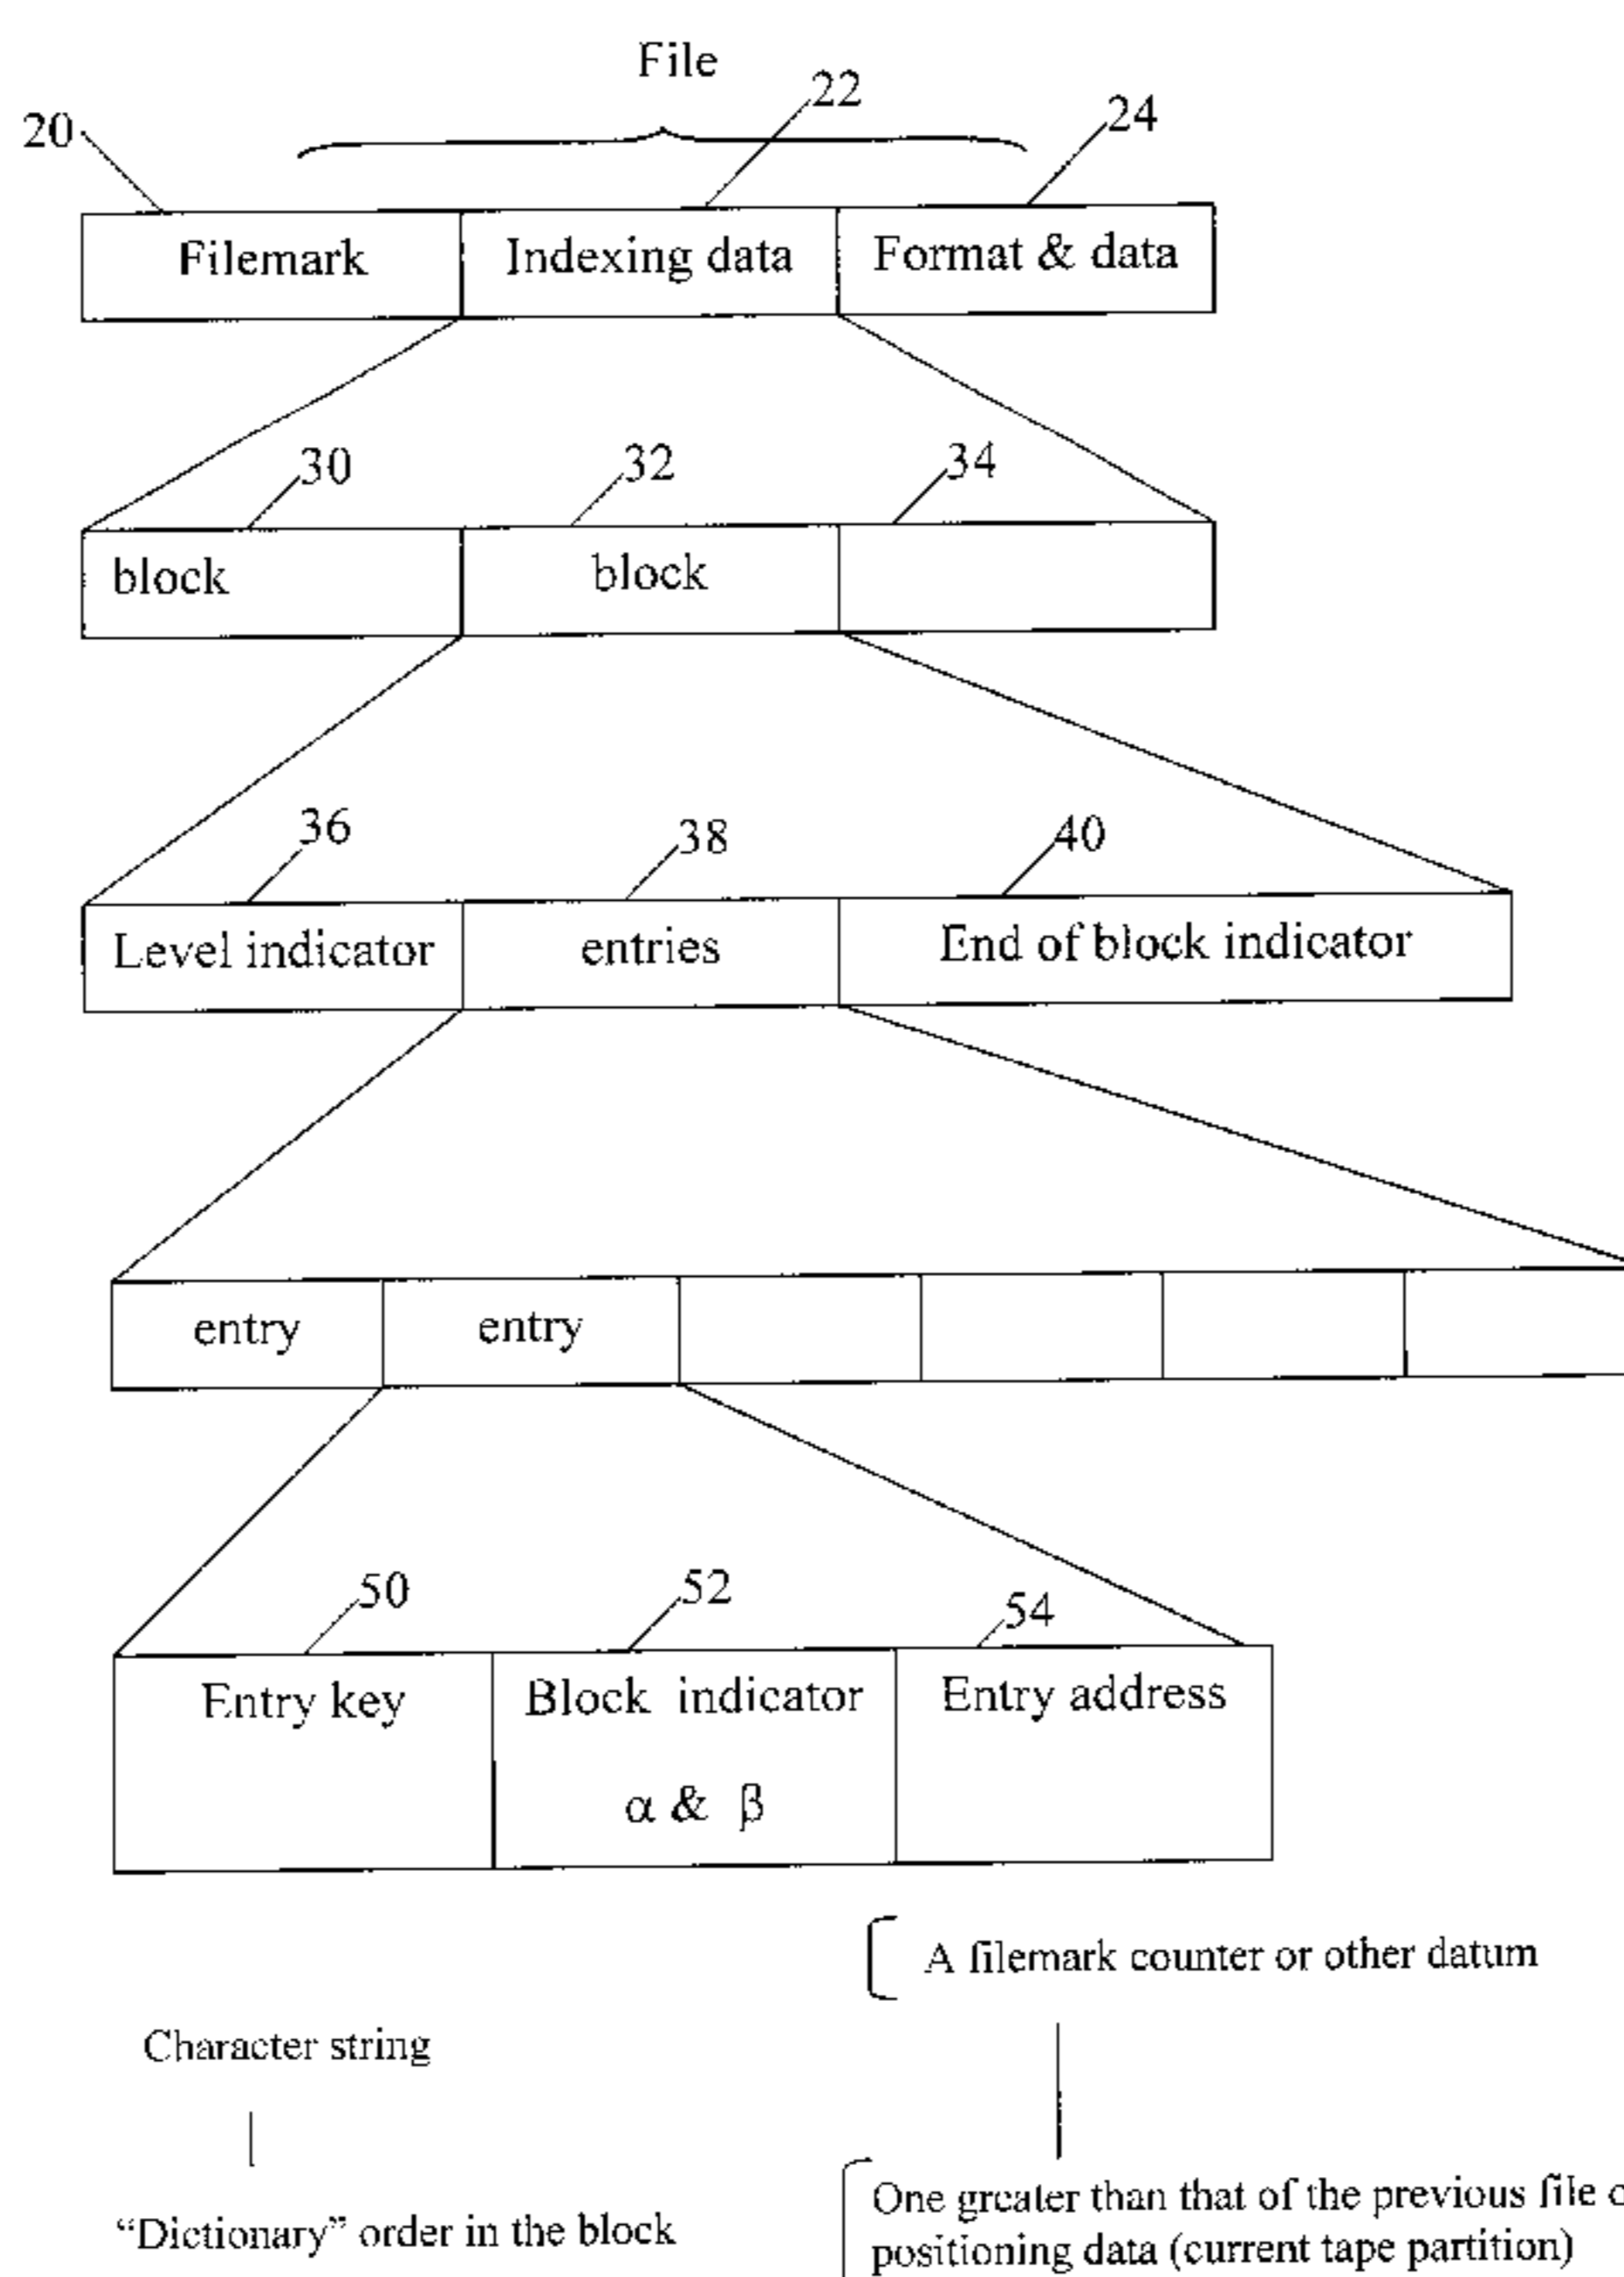 File
20
22
24
Filemark
Indexing data
Format & data
30
32
34
block
block
36
38
40
Level indicator
entries
End of block indicator
entry
entry
50
52
54
Entry key
Block indicator
Entry address
α & β
A filemark counter or other datum
Character string
One greater than that of the previous file
positioning data (current tape partition)
“Dictionary” order in the block